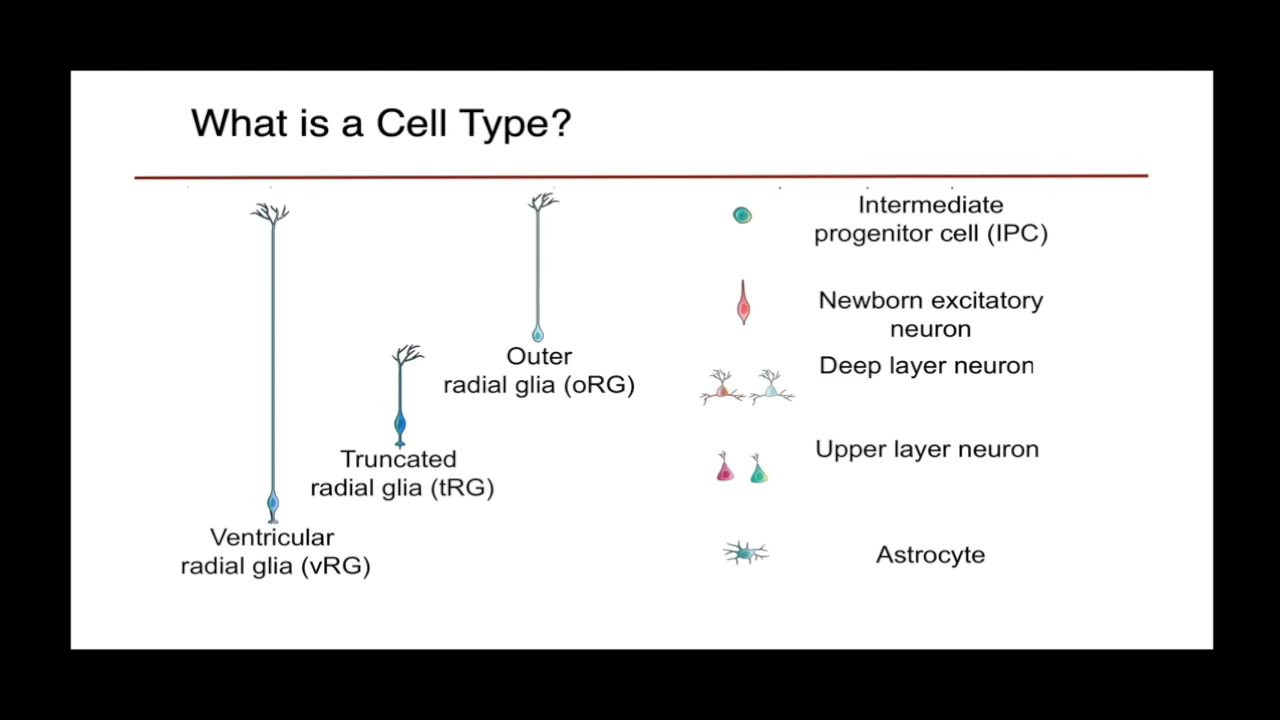 What is a Cell Type?
Ventricular
radial glia (vRG)
Truncated
radial glia (tRG)
Outer
radial glia (oRG)
Intermediate
progenitor cell (IPC)
Newborn excitatory
neuron
Deep layer neuron
Upper layer neuron
Astrocyte